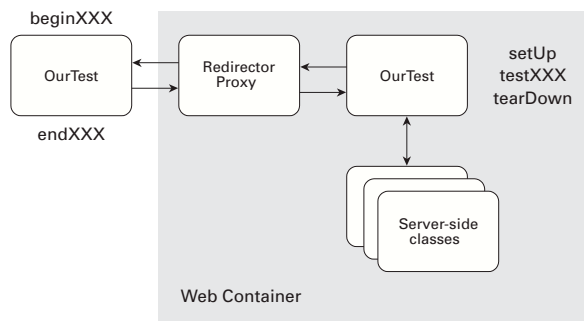 beginXXX
OurTest
endXXX
Redirector
Proxy
OurTest
setUp
testXXX
tearDown
Server-side
classes
Web Container